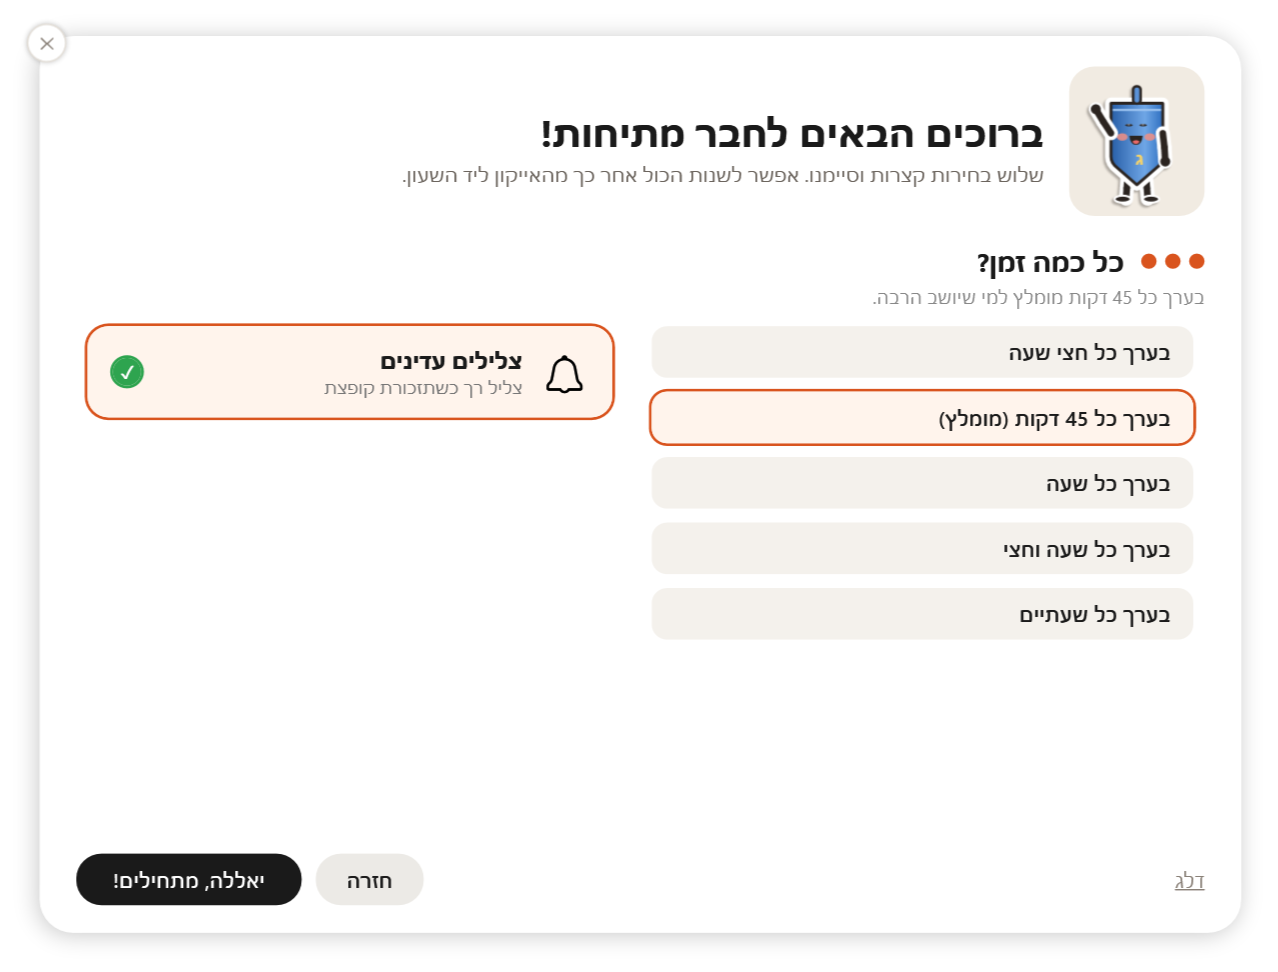 ג
ברוכים הבאים לחבר מתיחות!
שלוש בחירות קצרות וסיימנו. אפשר לשנות הכול אחר כך מהאייקון ליד השעון.
כל כמה זמן?
בערך כל 45 דקות מומלץ למי שיושב הרבה.
בערך כל חצי שעה
בערך כל 45 דקות (מומלץ)
בערך כל שעה
בערך כל שעה וחצי
בערך כל שעתיים
צלילים עדינים
צליל רך כשתזכורת קופצת
דלג
חזרה
יאללה, מתחילים!